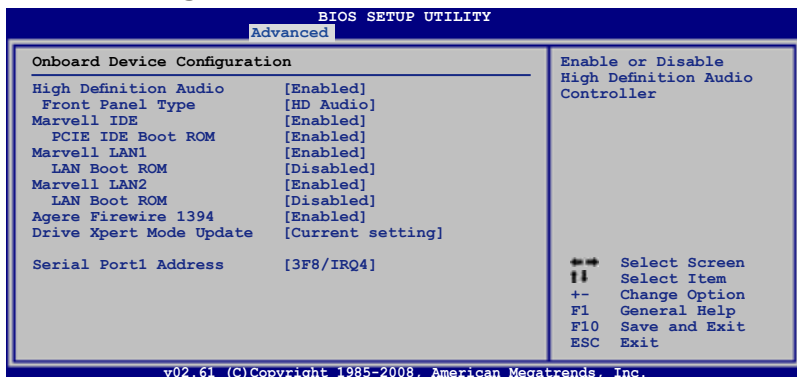 BIOS SETUP UTILITY
Advanced
Onboard Device Configuration
High Definition Audio [Enabled]
Front Panel Type [HD Audio]
Marvell IDE [Enabled]
PCIE IDE Boot ROM [Enabled]
Marvell LAN1 [Enabled]
LAN Boot ROM [Disabled]
Marvell LAN2 [Enabled]
LAN Boot ROM [Disabled]
Agere Firewire 1394 [Enabled]
Drive Xpert Mode Update [Current setting]
Serial Port1 Address [3F8/IRQ4]
Enable or Disable
High Definition Audio
Controller
←→ Select Screen
↑↓ Select Item
+- Change Option
F1 General Help
F10 Save and Exit
ESC Exit
v02.61 (C)Copyright 1985-2008, American Megatrends, Inc.